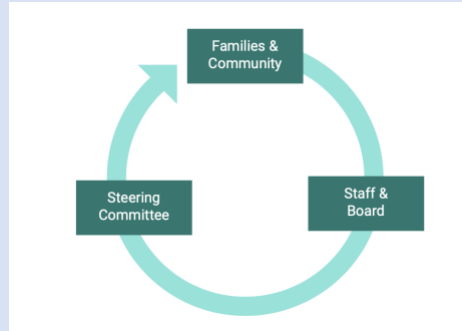 Families &
Community
Staff &
Board
Steering
Committee